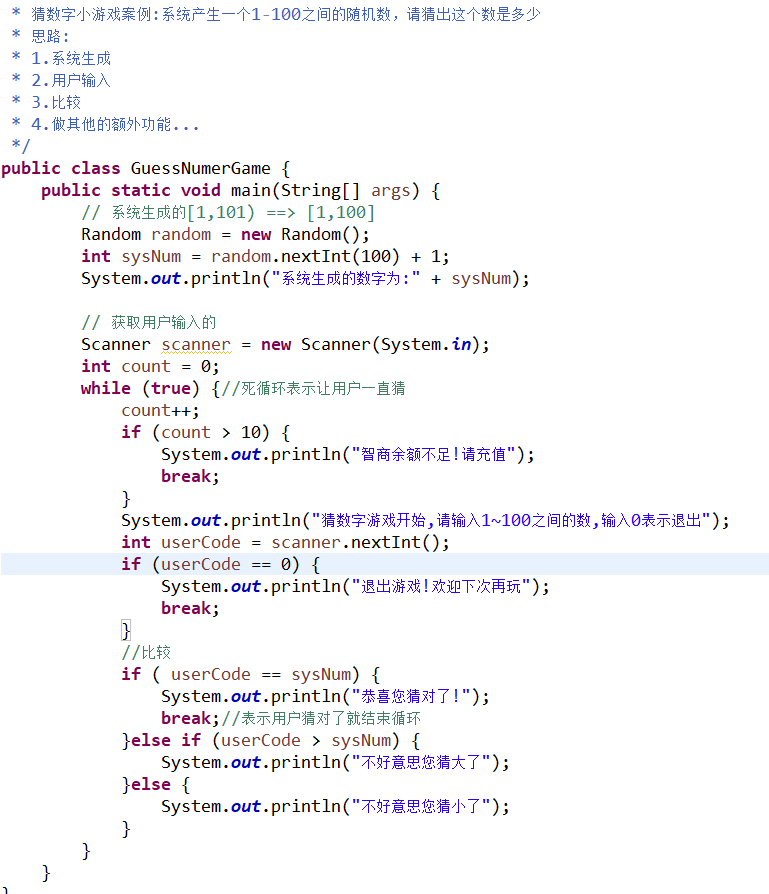 * 猜数字小游戏案例:系统产生一个1-100之间的随机数，请猜出这个数是多少
* 思路:
* 1.系统生成
* 2.用户输入
* 3.比较
* 4.做其他的额外功能...
*/
public class GuessNumerGame {
    public static void main(String[] args) {
        // 系统生成的[1,101) ==> [1,100]
        Random random = new Random();
        int sysNum = random.nextInt(100) + 1;
        System.out.println("系统生成的数字为:" + sysNum);

        // 获取用户输入的
        Scanner scanner = new Scanner(System.in);
        int count = 0;
        while (true) {//死循环表示让用户一直猜
            count++;
            if (count > 10) {
                System.out.println("智商余额不足!请充值");
                break;
            }
            System.out.println("猜数字游戏开始,请输入1~100之间的数,输入0表示退出");
            int userCode = scanner.nextInt();
            if (userCode == 0) {
                System.out.println("退出游戏!欢迎下次再玩");
                break;
            }
            //比较
            if ( userCode == sysNum) {
                System.out.println("恭喜您猜对了!");
                break;//表示用户猜对了就结束循环
            }else if (userCode > sysNum) {
                System.out.println("不好意思您猜大了");
            }else {
                System.out.println("不好意思您猜小了");
            }
        }
    }
}